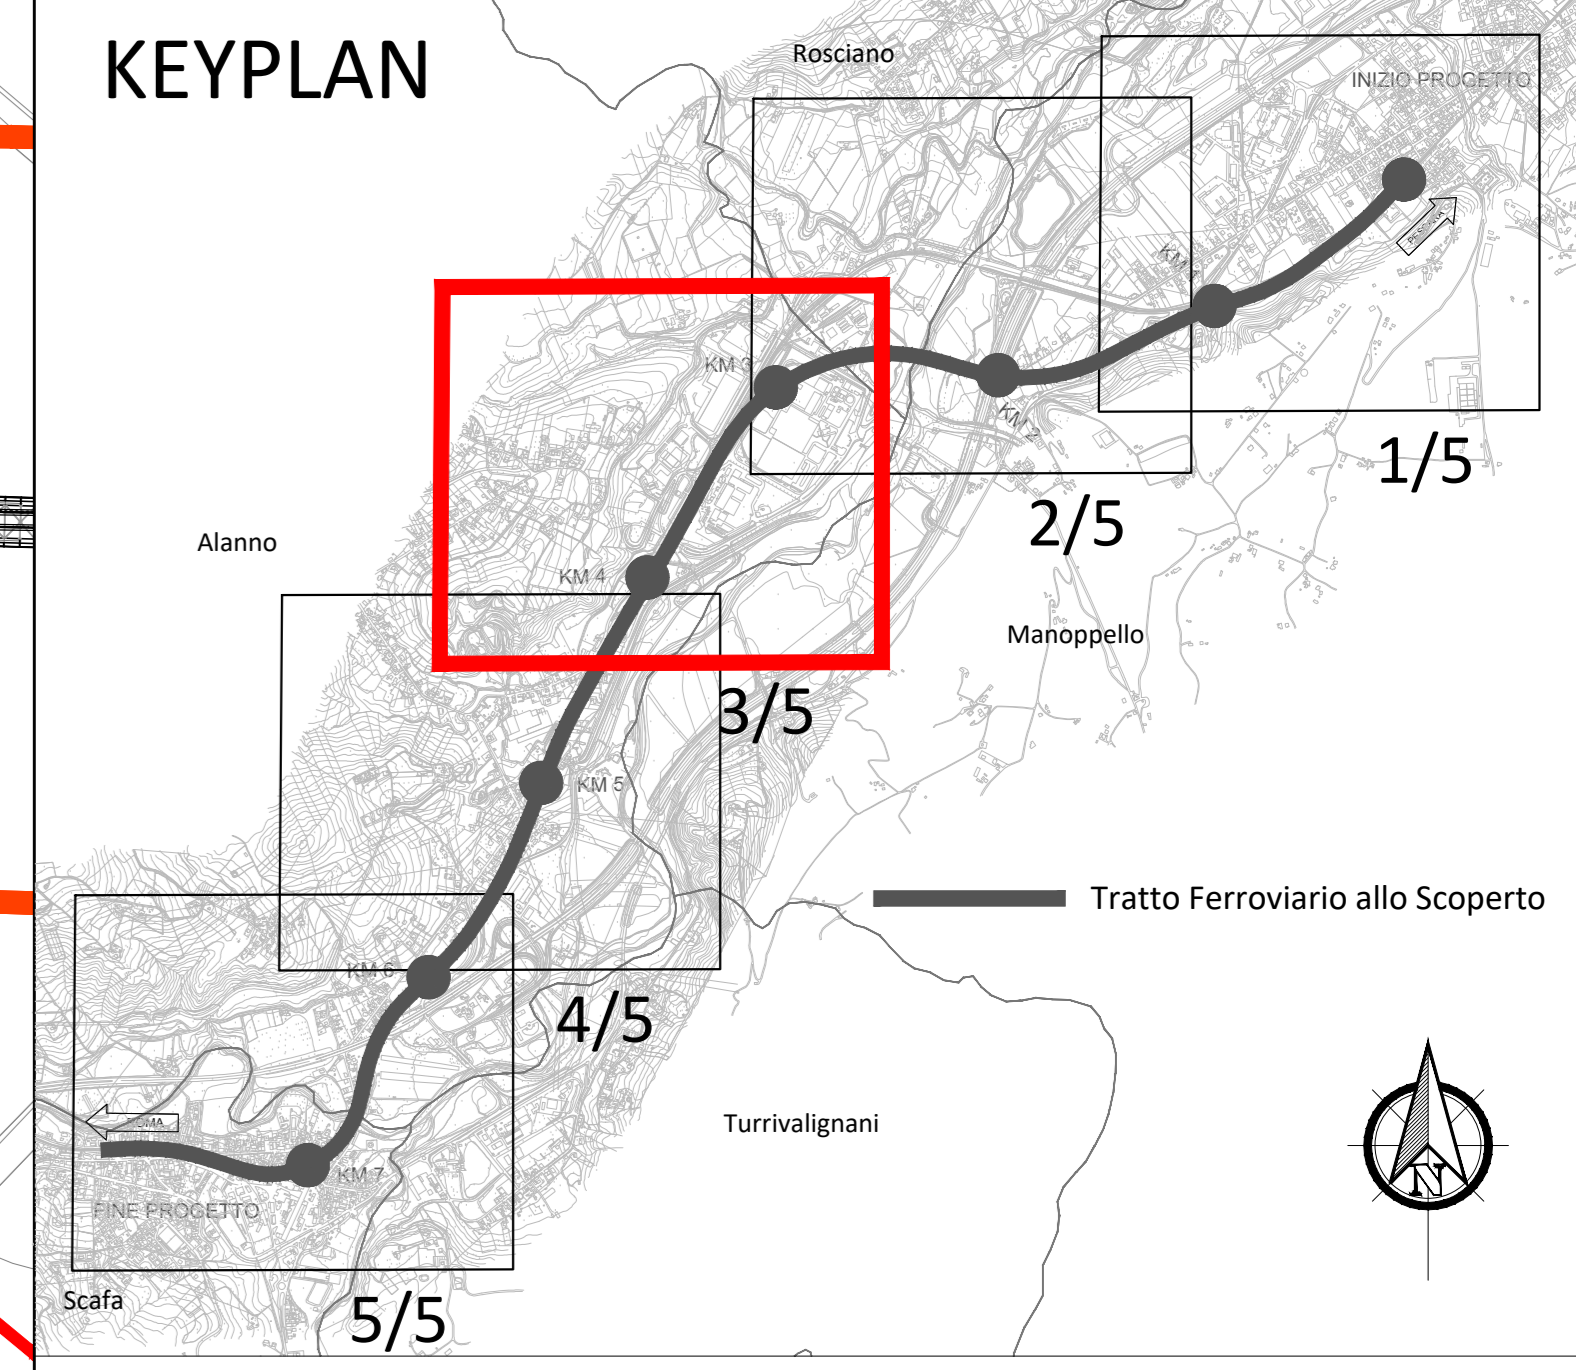 KEYPLAN
Rosciano
INIZIO PROGETTO
PESCARA
KM 1
KM 3
KM 2
1/5
2/5
Alanno
KM 4
Manoppello
3/5
KM 5
Tratto Ferroviario allo Scoperto
KM 6
4/5
ROMA
Turrivalignani
KM 7
N
FINE PROGETTO
Scafa
5/5